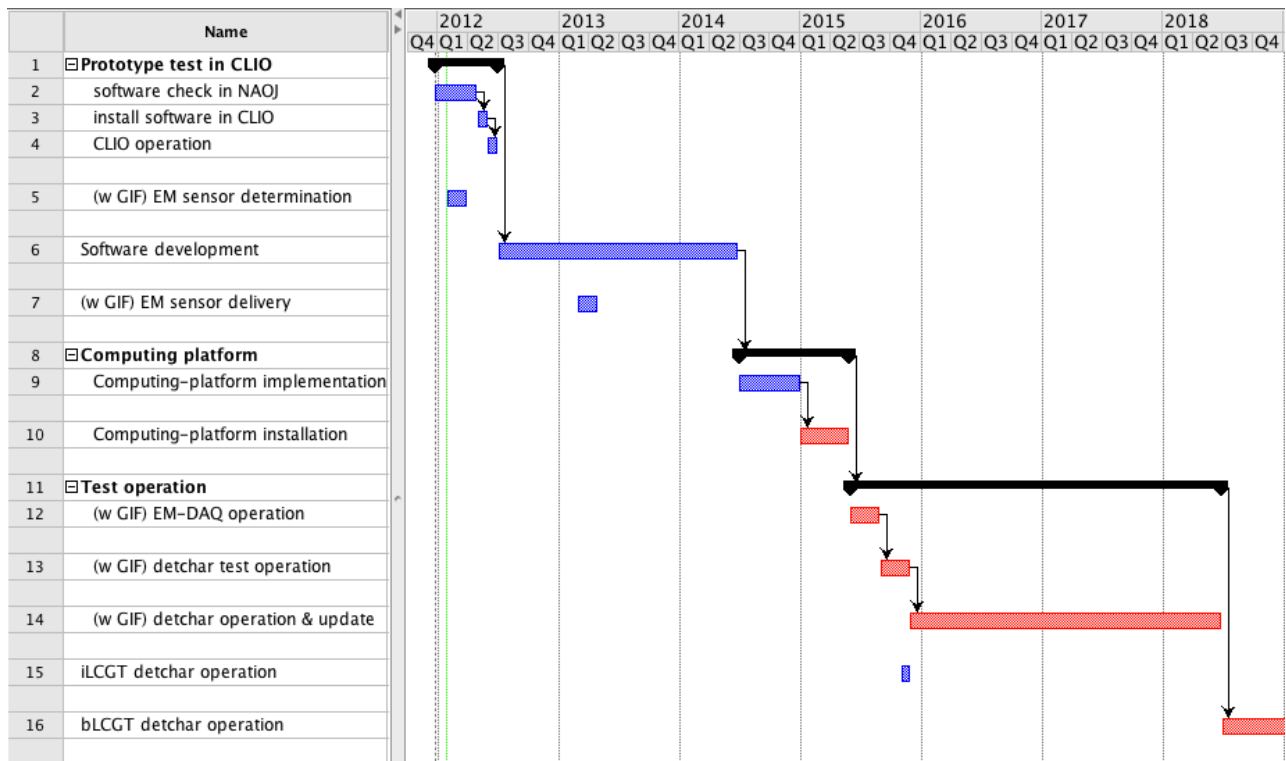 Name
2012 2013 2014 2015 2016 2017 2018
Q4 Q1 Q2 Q3 Q4 Q1 Q2 Q3 Q4 Q1 Q2 Q3 Q4 Q1 Q2 Q3 Q4 Q1 Q2 Q3 Q4 Q1 Q2 Q3 Q4 Q1 Q2 Q3 Q4
1 Prototype test in CLIO
2 software check in NAOJ
3 install software in CLIO
4 CLIO operation
5 (w GIF) EM sensor determination
6 Software development
7 (w GIF) EM sensor delivery
8 Computing platform
9 Computing-platform implementation
10 Computing-platform installation
11 Test operation
12 (w GIF) EM-DAQ operation
13 (w GIF) detchar test operation
14 (w GIF) detchar operation & update
15 iLCGT detchar operation
16 bLCGT detchar operation